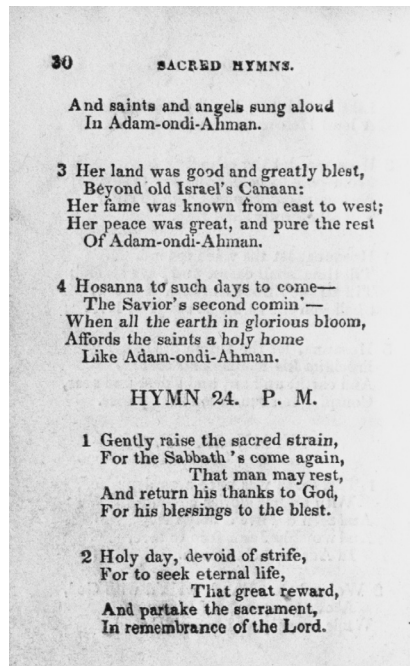 30 SACRED HYMNS.
And saints and angels sung aloud
In Adam-ondi-Ahman.
3 Her land was good and greatly blest,
Beyond old Israel's Canaan:
Her fame was known from east to west;
Her peace was great, and pure the rest
Of Adam-ondi-Ahman.
4 Hosanna to such days to come—
The Savior's second comin'—
When all the earth in glorious bloom,
Affords the saints a holy home
Like Adam-ondi-Ahman.
HYMN 24. P. M.
1 Gently raise the sacred strain,
For the Sabbath 's come again,
That man may rest,
And return his thanks to God,
For his blessings to the blest.
2 Holy day, devoid of strife,
For to seek eternal life,
That great reward,
And partake the sacrament,
In remembrance of the Lord.